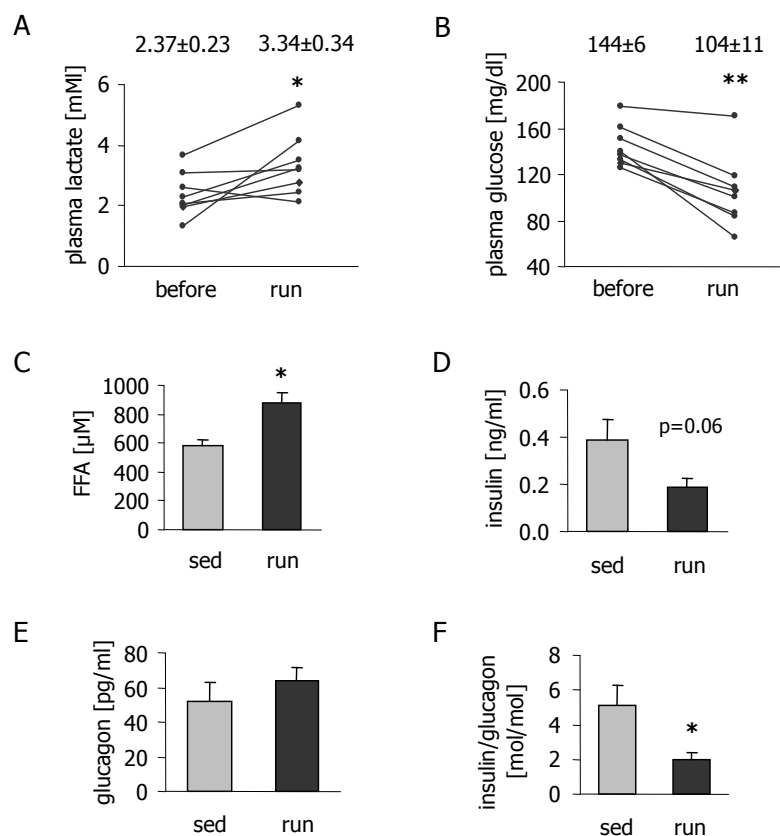 A
2.37±0.23 3.34±0.34
*
plasma lactate [mMl]
6
4
2
0
before run
B
144±6 104±11
**
plasma glucose [mg/dl]
200
160
120
80
40
before run
C
*
FFA [µM]
1000
800
600
400
200
0
sed run
D
p=0.06
insulin [ng/ml]
0.6
0.4
0.2
0.0
sed run
E
glucagon [pg/ml]
80
60
40
20
0
sed run
F
*
insulin/glucagon
[mol/mol]
8
6
4
2
0
sed run